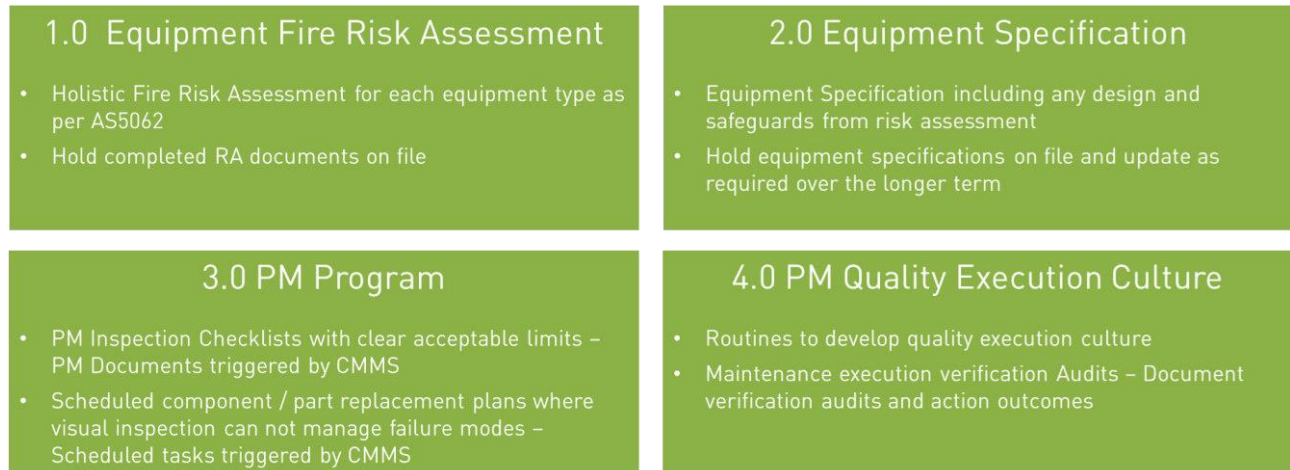 1.0 Equipment Fire Risk Assessment
• Holistic Fire Risk Assessment for each equipment type as
per AS5062
• Hold completed RA documents on file
2.0 Equipment Specification
• Equipment Specification including any design and
safeguards from risk assessment
• Hold equipment specifications on file and update as
required over the longer term
3.0 PM Program
• PM Inspection Checklists with clear acceptable limits –
PM Documents triggered by CMMS
• Scheduled component / part replacement plans where
visual inspection can not manage failure modes –
Scheduled tasks triggered by CMMS
4.0 PM Quality Execution Culture
• Routines to develop quality execution culture
• Maintenance execution verification Audits – Document
verification audits and action outcomes